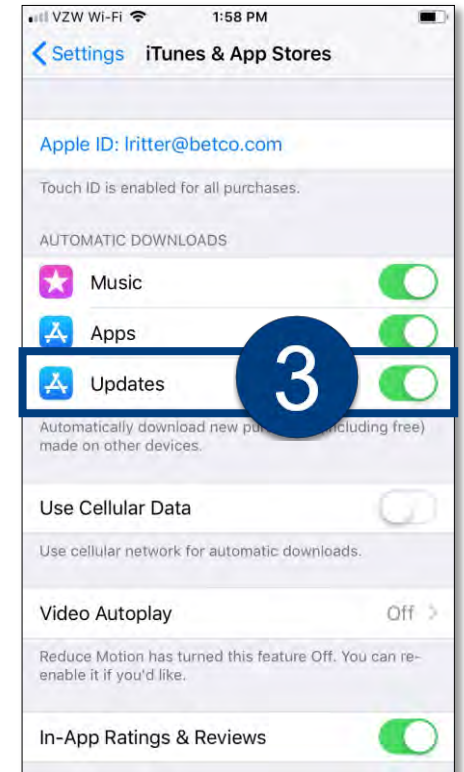 VZW Wi-Fi 1:58 PM
Settings iTunes & App Stores
Apple ID: lritter@betco.com
Touch ID is enabled for all purchases.
AUTOMATIC DOWNLOADS
Music
Apps
Updates
3
Automatically download new cluding free)
made on other devices.
Use Cellular Data
Use cellular network for automatic downloads.
Video Autoplay Off >
Reduce Motion has turned this feature Off. You can re-
enable it if you'd like.
In-App Ratings & Reviews